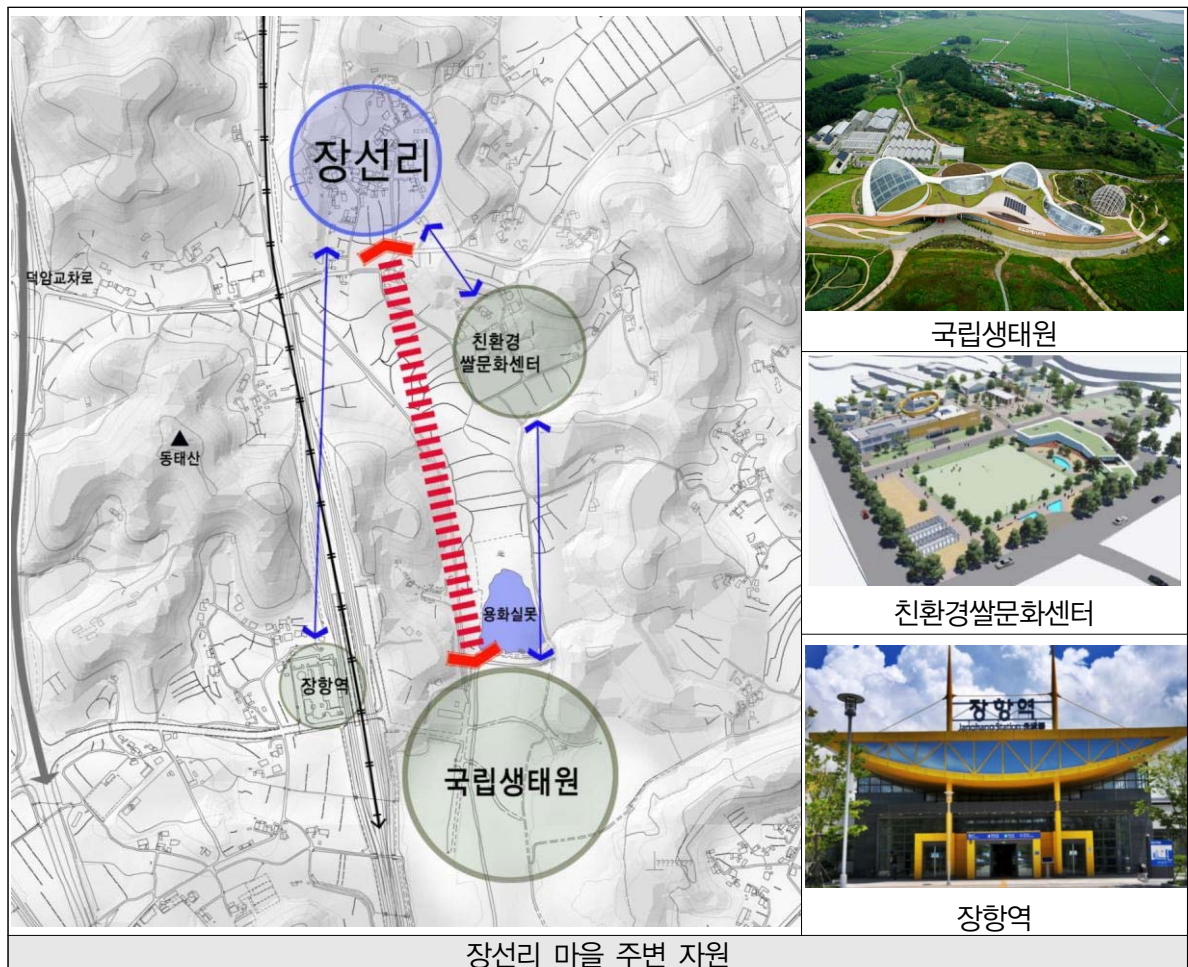 장선리
덕암교차로
친환경
쌀문화센터
동태산
용화실못
장항역
국립생태원
국립생태원
친환경쌀문화센터
장항역
장항역
장선리 마을 주변 자원